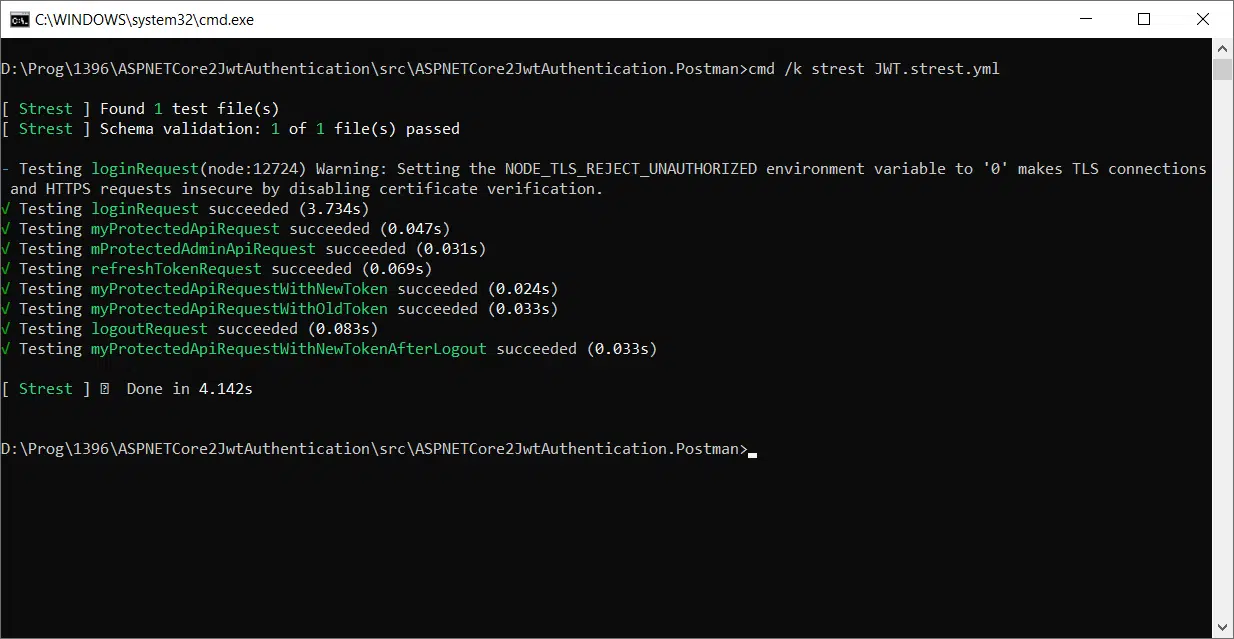 C:\WINDOWS\system32\cmd.exe
D:\Prog\1396\ASPNETCore2JwtAuthentication\src\ASPNETCore2JwtAuthentication.Postman>cmd /k strest JWT.strest.yml
[ Strest ] Found 1 test file(s)
[ Strest ] Schema validation: 1 of 1 file(s) passed
- Testing loginRequest(node:12724) Warning: Setting the NODE_TLS_REJECT_UNAUTHORIZED environment variable to '0' makes TLS connections
and HTTPS requests insecure by disabling certificate verification.
√ Testing loginRequest succeeded (3.734s)
√ Testing myProtectedApiRequest succeeded (0.047s)
√ Testing mProtectedAdminApiRequest succeeded (0.031s)
√ Testing refreshTokenRequest succeeded (0.069s)
√ Testing myProtectedApiRequestWithNewToken succeeded (0.024s)
√ Testing myProtectedApiRequestWithOldToken succeeded (0.033s)
√ Testing logoutRequest succeeded (0.083s)
√ Testing myProtectedApiRequestWithNewTokenAfterLogout succeeded (0.033s)
[ Strest ] Done in 4.142s
D:\Prog\1396\ASPNETCore2JwtAuthentication\src\ASPNETCore2JwtAuthentication.Postman>